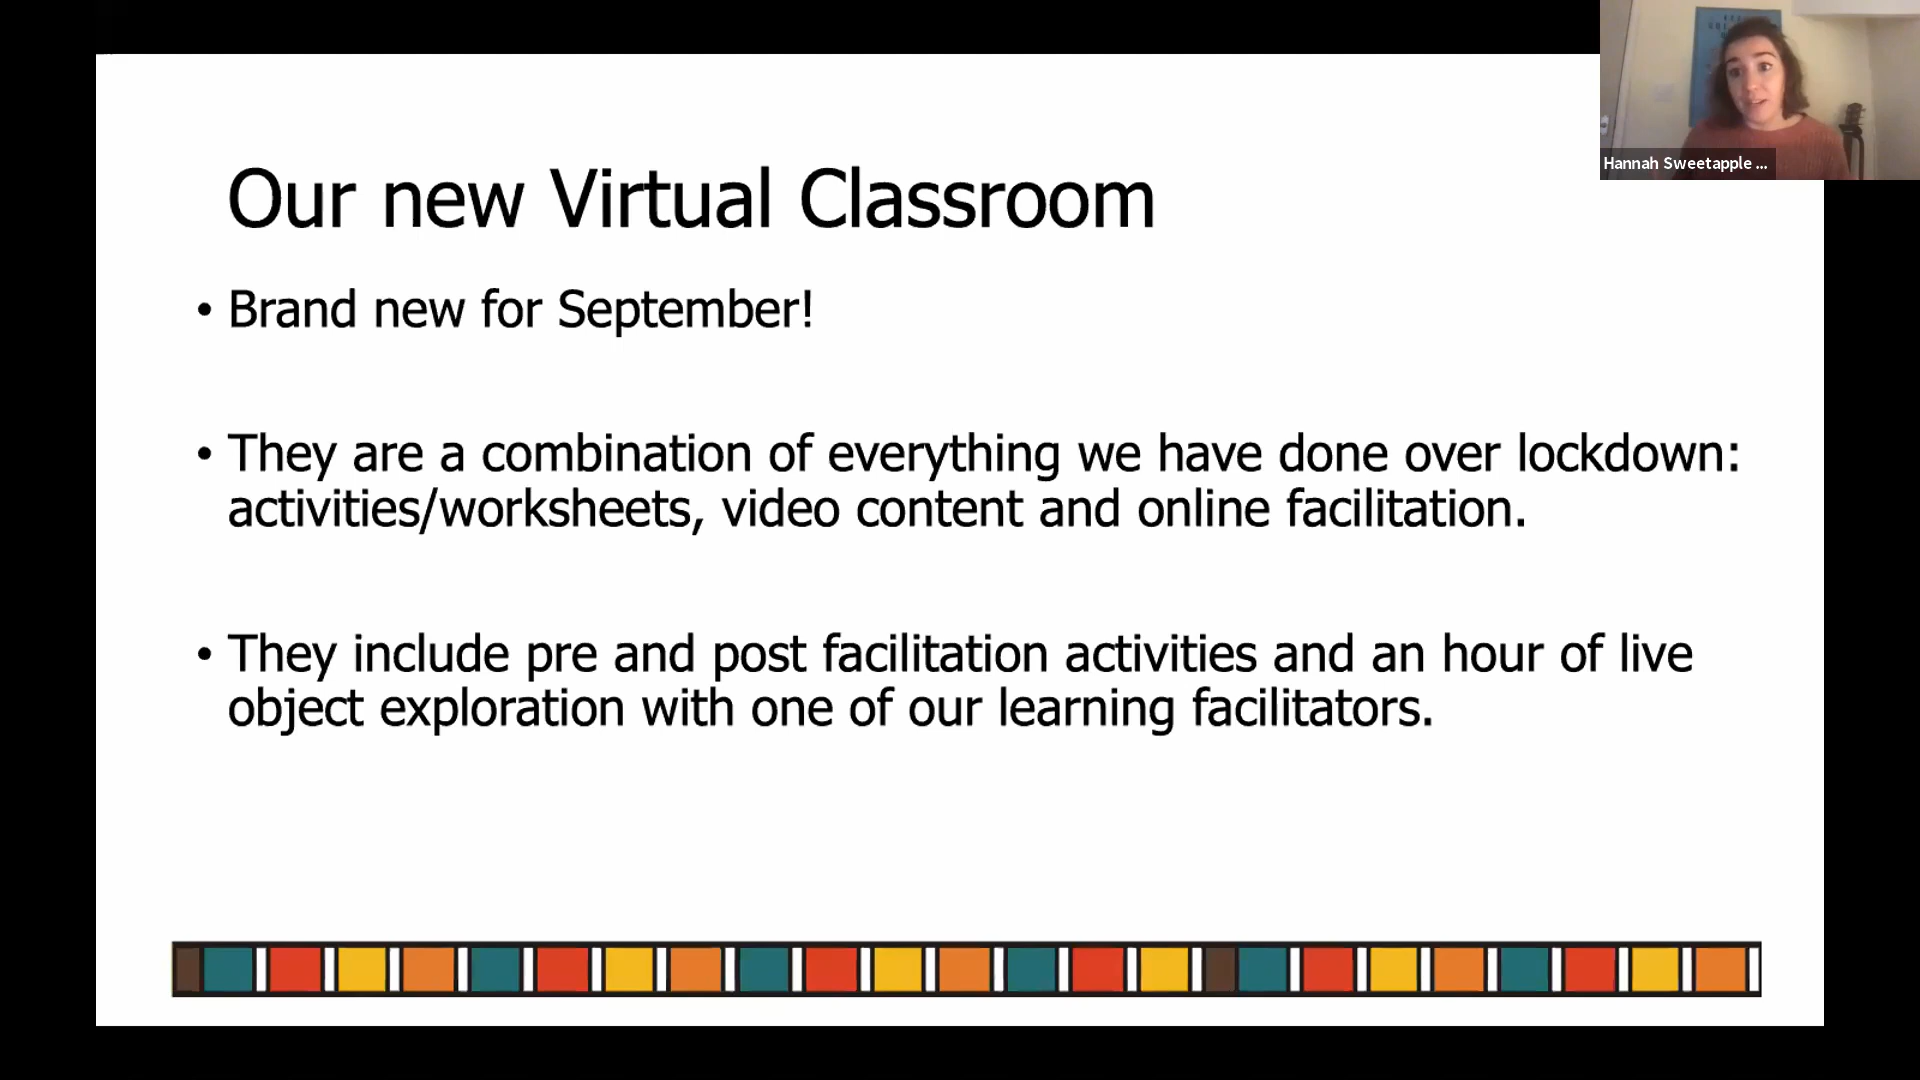 Our new Virtual Classroom
• Brand new for September!
• They are a combination of everything we have done over lockdown:
activities/worksheets, video content and online facilitation.
• They include pre and post facilitation activities and an hour of live
object exploration with one of our learning facilitators.
Hannah Sweetapple ...